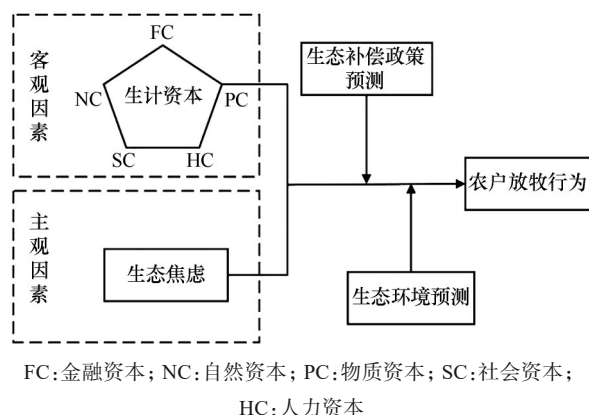 客观因素
FC
NC
生计资本
PC
SC
HC
生态补偿政策
预测
农户放牧行为
主观因素
生态焦虑
生态环境预测
FC:金融资本; NC:自然资本; PC:物质资本; SC:社会资本;
HC:人力资本